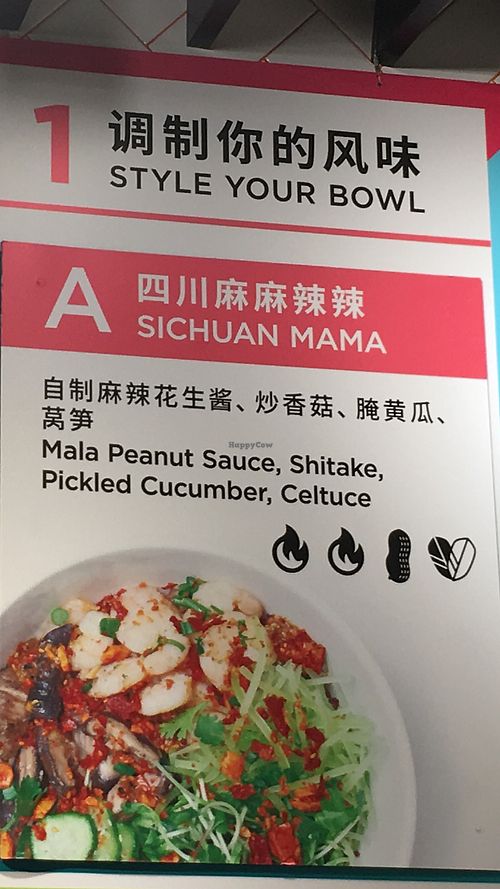 1 调制你的风味
STYLE YOUR BOWL
A 四川麻麻辣辣
SICHUAN MAMA
自制麻辣花生酱、炒香菇、腌黄瓜、
莴笋
Mala Peanut Sauce, Shitake,
Pickled Cucumber, Celtuce
HappyCow